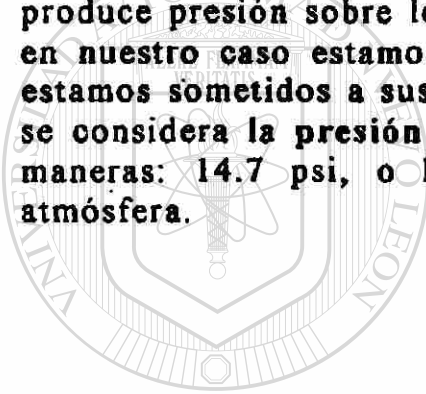 produce presión sobre l
en nuestro caso estamo
estamos sometidos a sus
se considera la presión
maneras: 14.7 psi, o
atmósfera.
VERITATIS